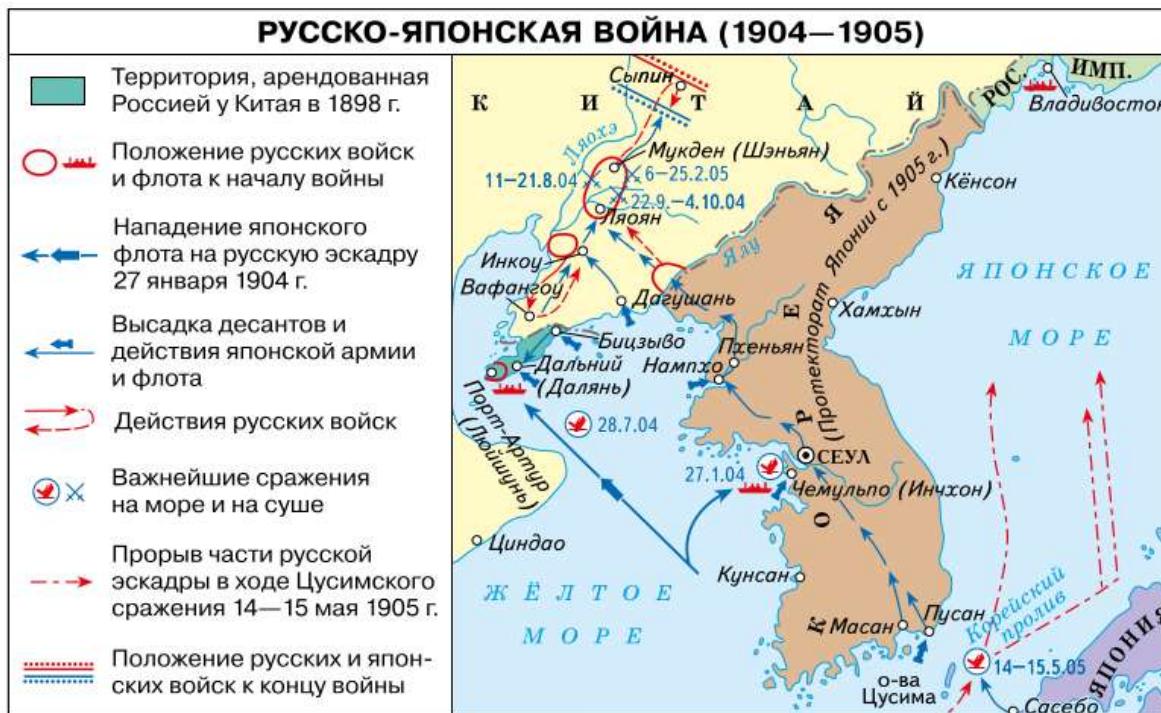 РУССКО-ЯПОНСКАЯ ВОЙНА (1904—1905)
Территория, арендованная
Россией у Китая в 1898 г.
Положение русских войск
и флота к началу войны
Нападение японского
флота на русскую эскадру
27 января 1904 г.
Высадка десантов и
действия японской армии
и флота
Действия русских войск
Важнейшие сражения
на море и на суше
Прорыв части русской
эскадры в ходе Цусимского
сражения 14—15 мая 1905 г.
Положение русских и япон-
ских войск к концу войны
КИТАЙ
РОС. ИМП.
Сыпин
Владивосток
Ляохэ
Мукден (Шэньян)
11–21.8.04
6–25.2.05
22.9.–4.10.04
Ляоян
Кёнсон
Ялу
Инкоу
Вафангоу
Дагушань
ЯПОНСКОЕ
МОРЕ
Хамхын
Бицзыво
Пхеньян
Нампхо
Дальний
(Далянь)
Порт-Артур
(Люйшунь)
28.7.04
КОРЕЯ
(Протекторат Японии с 1905 г.)
СЕУЛ
27.1.04
Чемульпо (Инчхон)
Циндао
ЖЁЛТОЕ
МОРЕ
Кунсан
Масан
Пусан
Корейский
пролив
14–15.5.05
о-ва
Цусима
ЯПОНИЯ
Сасебо